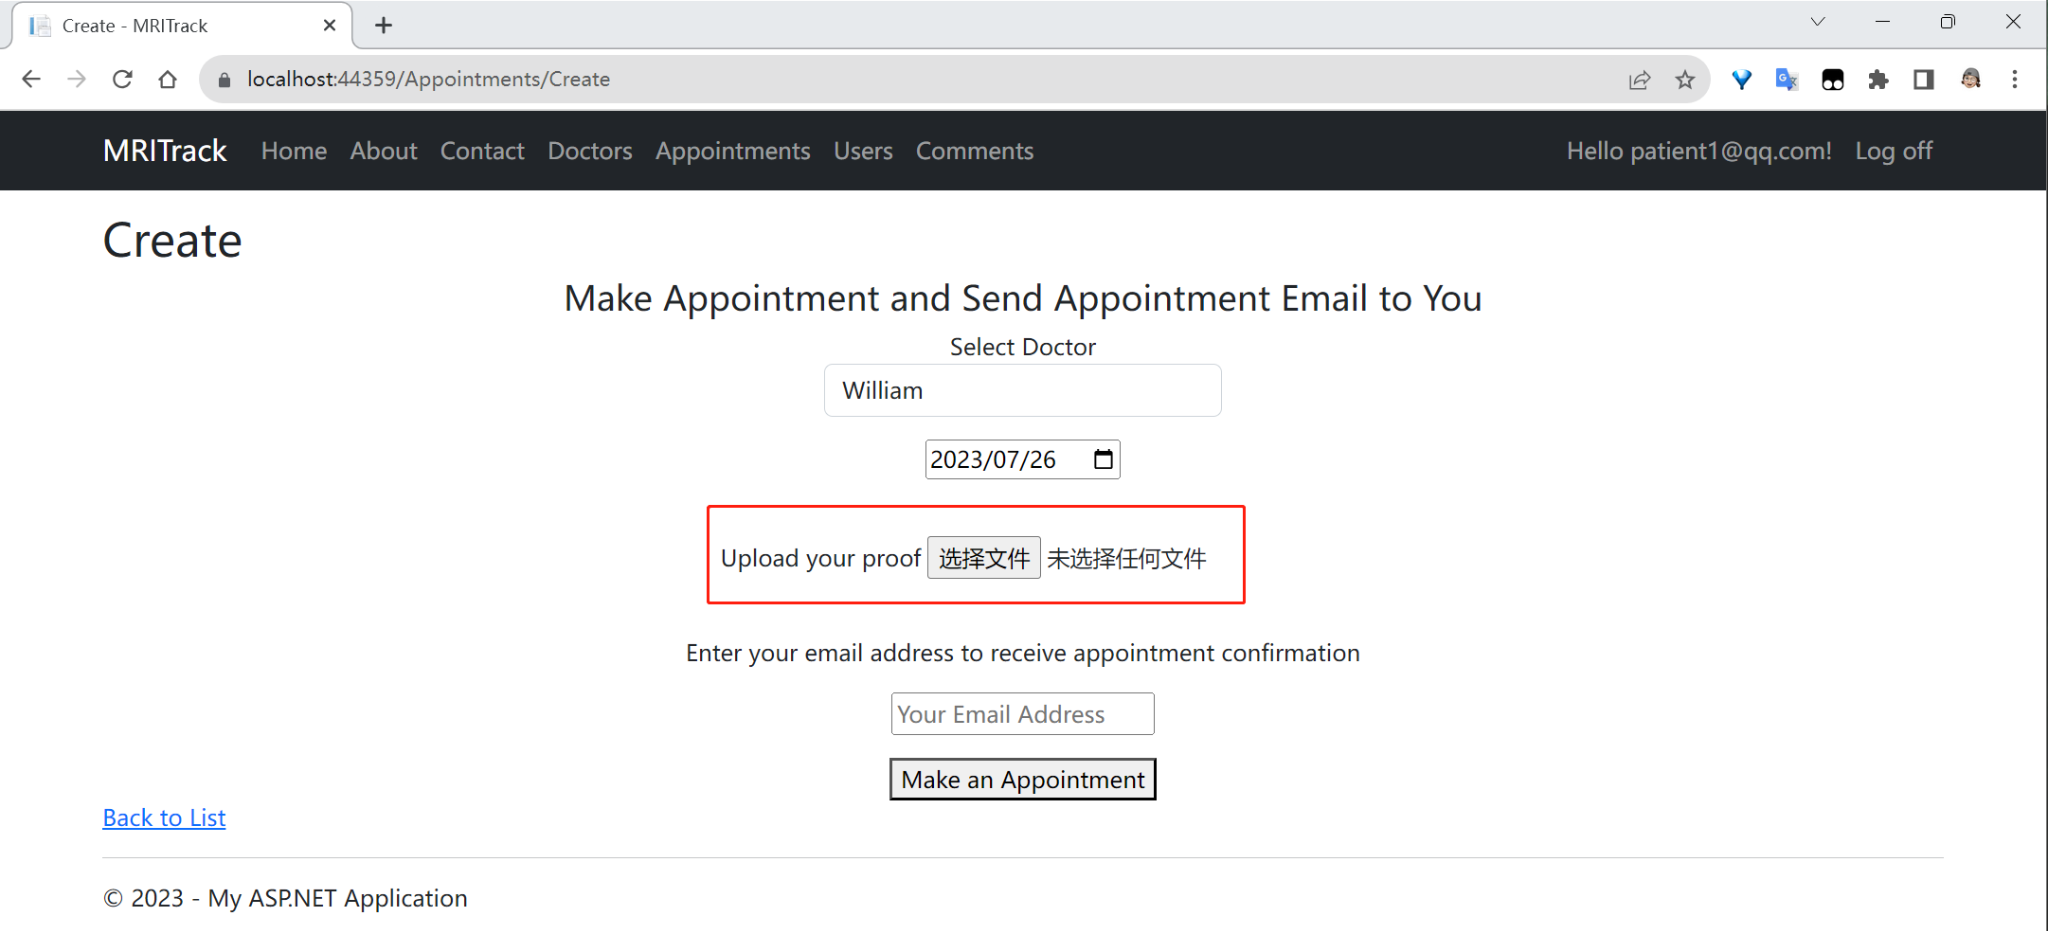 Create - MRITrack
localhost:44359/Appointments/Create
MRITrack Home About Contact Doctors Appointments Users Comments Hello patient1@qq.com! Log off
Create
Make Appointment and Send Appointment Email to You
Select Doctor
William
2023/07/26
Upload your proof 选择文件 未选择任何文件
Enter your email address to receive appointment confirmation
Your Email Address
Make an Appointment
Back to List
© 2023 - My ASP.NET Application